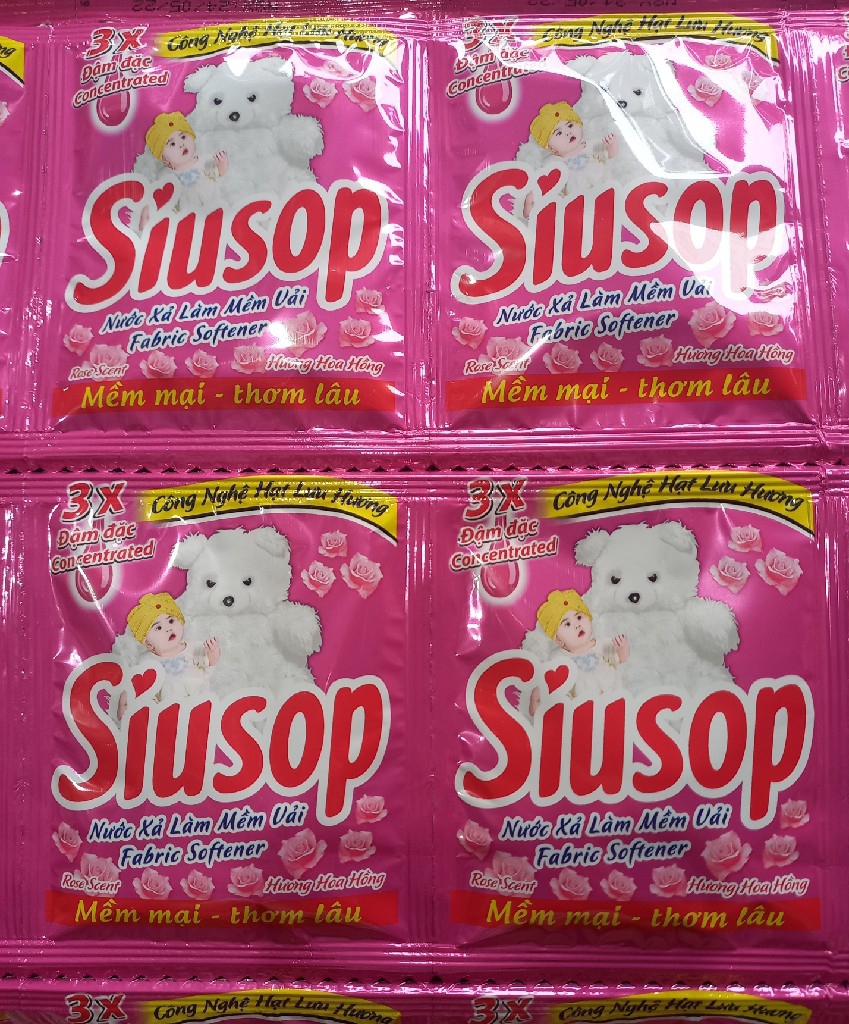 3X
Đậm đặc
Concentrated
Công Nghệ Hạt Lưu Hương
Siusop
Nước Xả Làm Mềm Vải
Fabric Softener
Rose Scent
Hương Hoa Hồng
Mềm mại - thơm lâu
3X
Đậm đặc
Công Nghệ Hạt Lưu Hương
Siusop
Nước Xả Làm Mềm Vải
Fabric Softener
Rose Scent
Hương Hoa Hồng
Mềm mại - thơm lâu
3X
Đậm đặc
Concentrated
Công Nghệ Hạt Lưu Hương
Siusop
Nước Xả Làm Mềm Vải
Fabric Softener
Rose Scent
Hương Hoa Hồng
Mềm mại - thơm lâu
3X
Đậm đặc
Concentrated
Công Nghệ Hạt Lưu Hương
Siusop
Nước Xả Làm Mềm Vải
Fabric Softener
Rose Scent
Hương Hoa Hồng
Mềm mại - thơm lâu
3X
Công Nghệ Hạt Lưu Hương
3X
Công Nghệ Hạt Lưu Hương